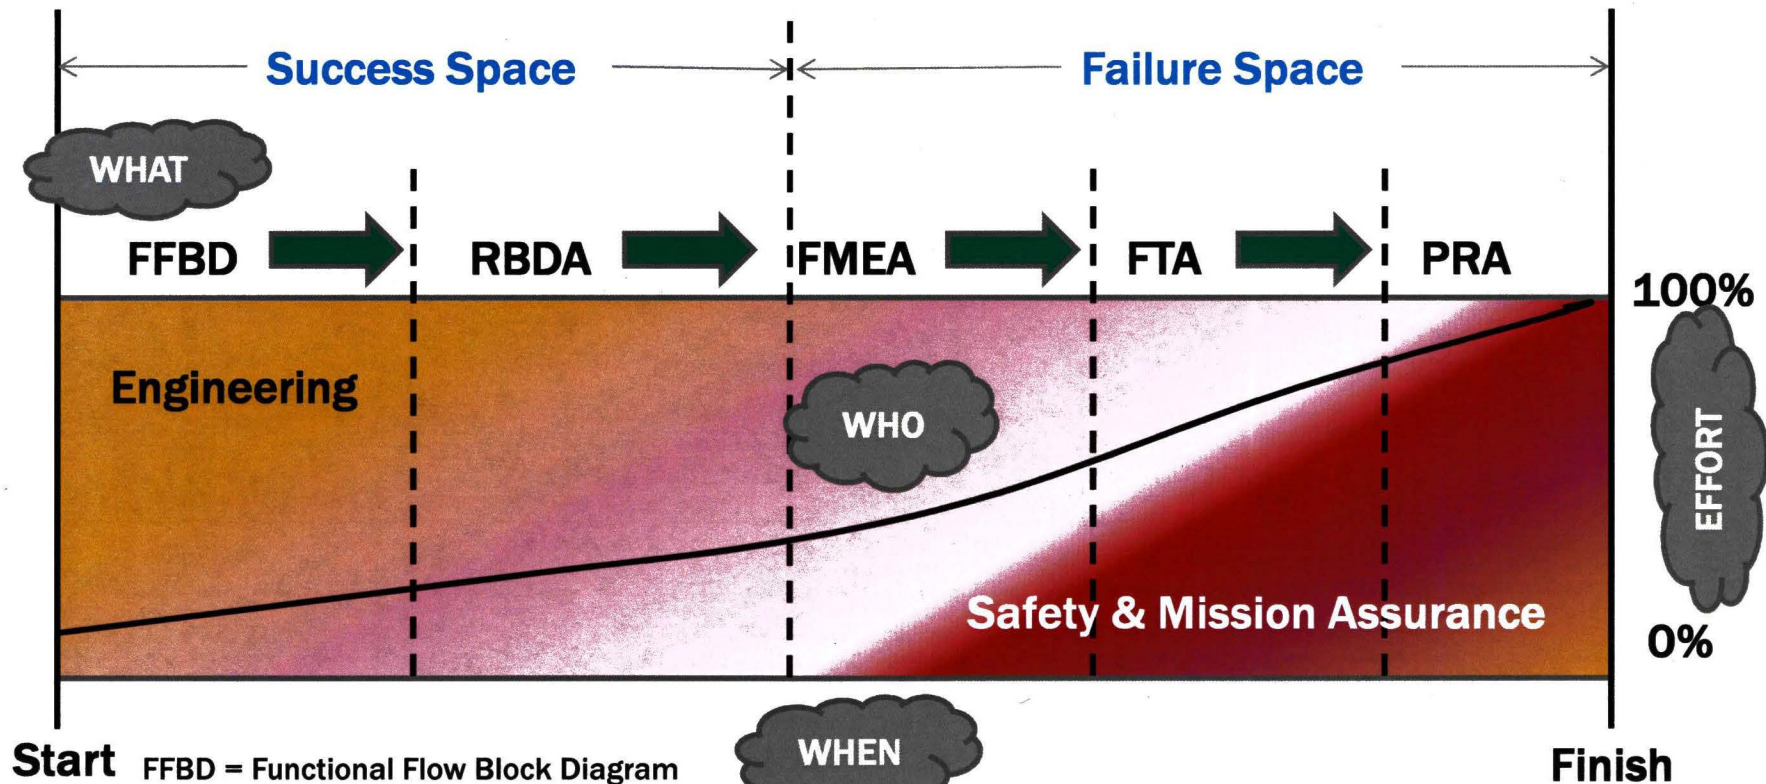 Success Space
Failure Space
WHAT
FFBD
RBDA
FMEA
FTA
PRA
100%
Engineering
WHO
EFFORT
Safety & Mission Assurance
0%
WHEN
Start
FFBD = Functional Flow Block Diagram
Finish